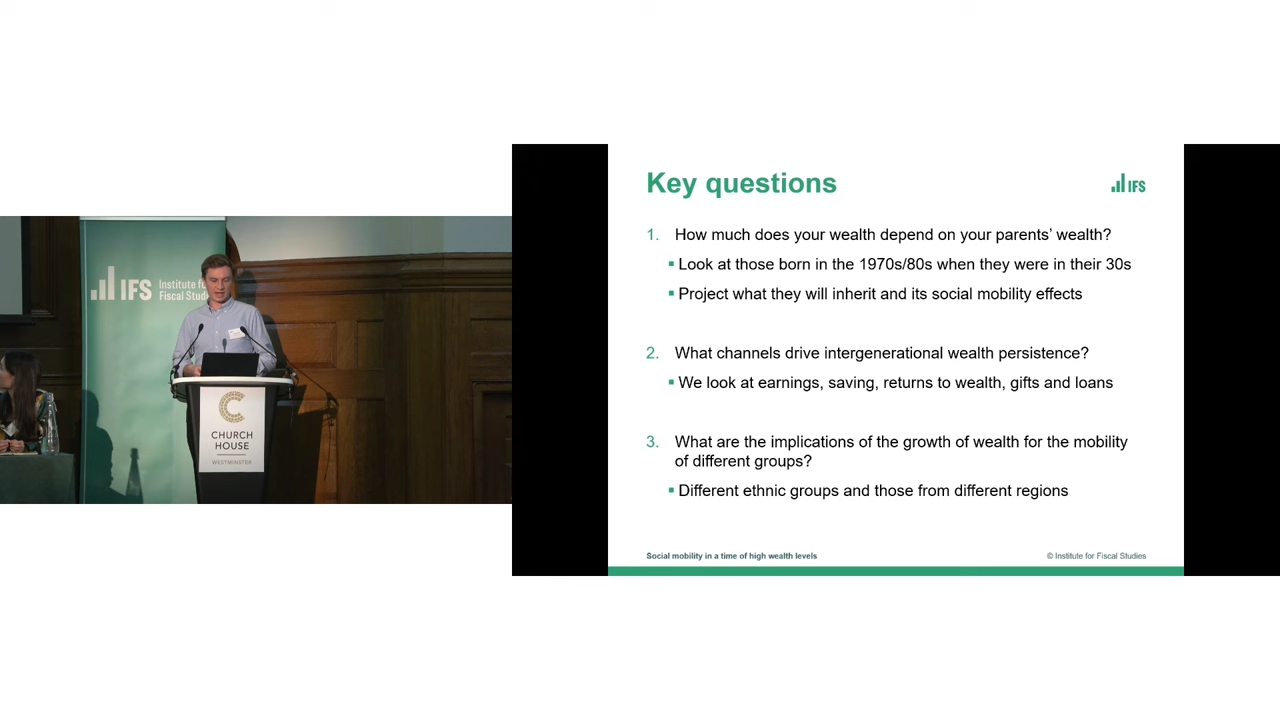 IFS
Institute for
Fiscal Studi
CHURCH
HOUSE
WESTMINSTER
Key questions
IFS
1. How much does your wealth depend on your parents’ wealth?
▪ Look at those born in the 1970s/80s when they were in their 30s
▪ Project what they will inherit and its social mobility effects
2. What channels drive intergenerational wealth persistence?
▪ We look at earnings, saving, returns to wealth, gifts and loans
3. What are the implications of the growth of wealth for the mobility
of different groups?
▪ Different ethnic groups and those from different regions
Social mobility in a time of high wealth levels
© Institute for Fiscal Studies